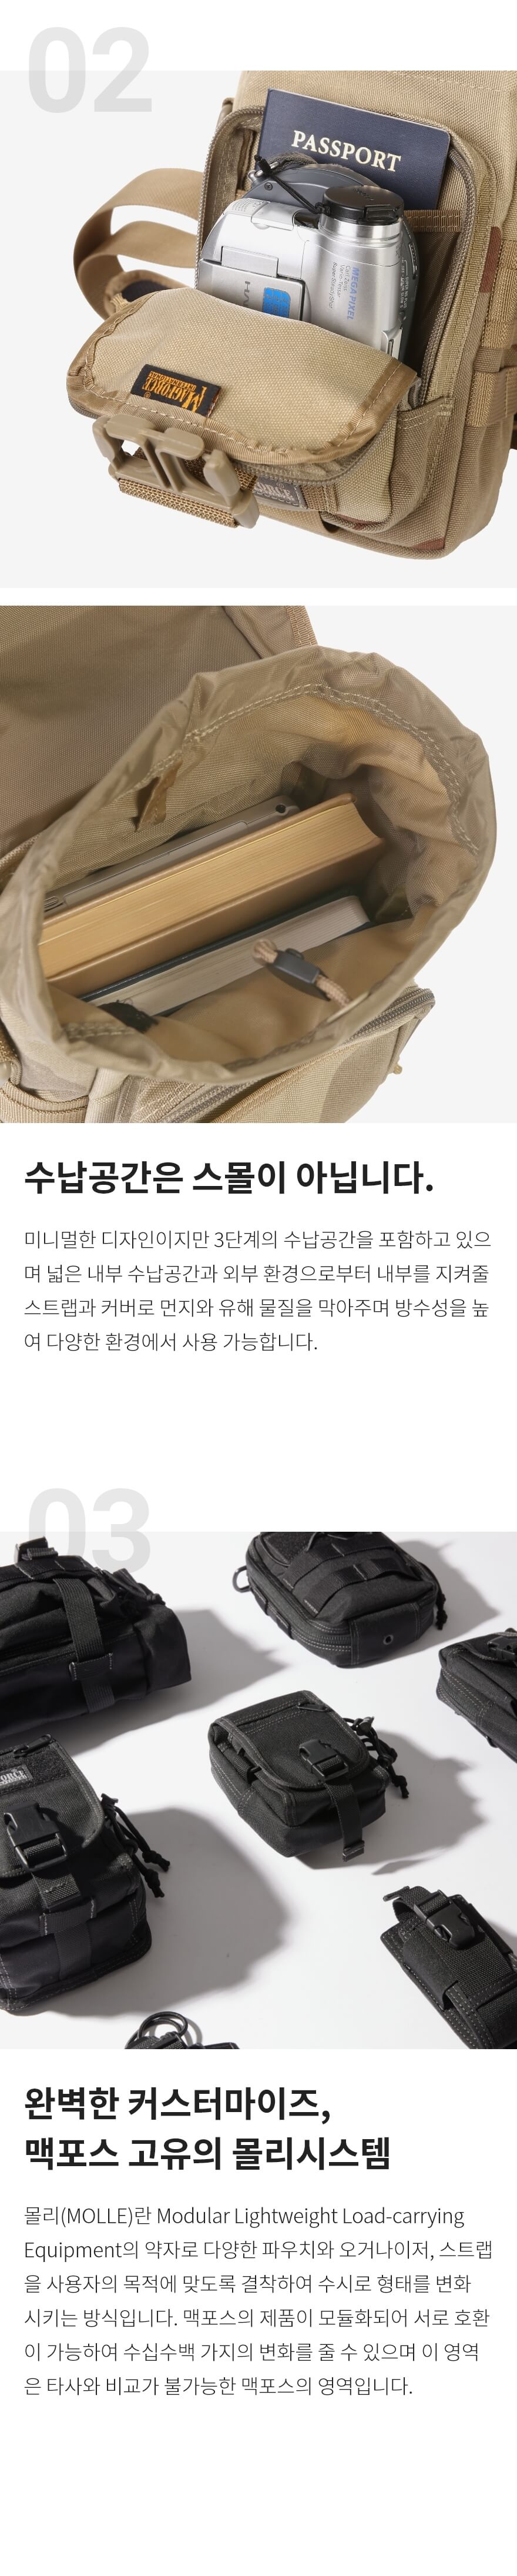 02
PASSPORT
MEGA PIXEL
MAGFORCE
수납공간은 스몰이 아닙니다.
미니멀한 디자인이지만 3단계의 수납공간을 포함하고 있으
며 넓은 내부 수납공간과 외부 환경으로부터 내부를 지켜줄
스트랩과 커버로 먼지와 유해 물질을 막아주며 방수성을 높
여 다양한 환경에서 사용 가능합니다.
03
완벽한 커스터마이즈,
맥포스 고유의 몰리시스템
몰리(MOLLE)란 Modular Lightweight Load-carrying
Equipment의 약자로 다양한 파우치와 오거나이저, 스트랩
을 사용자의 목적에 맞도록 결착하여 수시로 형태를 변화
시키는 방식입니다. 맥포스의 제품이 모듈화되어 서로 호환
이 가능하여 수십수백 가지의 변화를 줄 수 있으며 이 영역
은 타사와 비교가 불가능한 맥포스의 영역입니다.